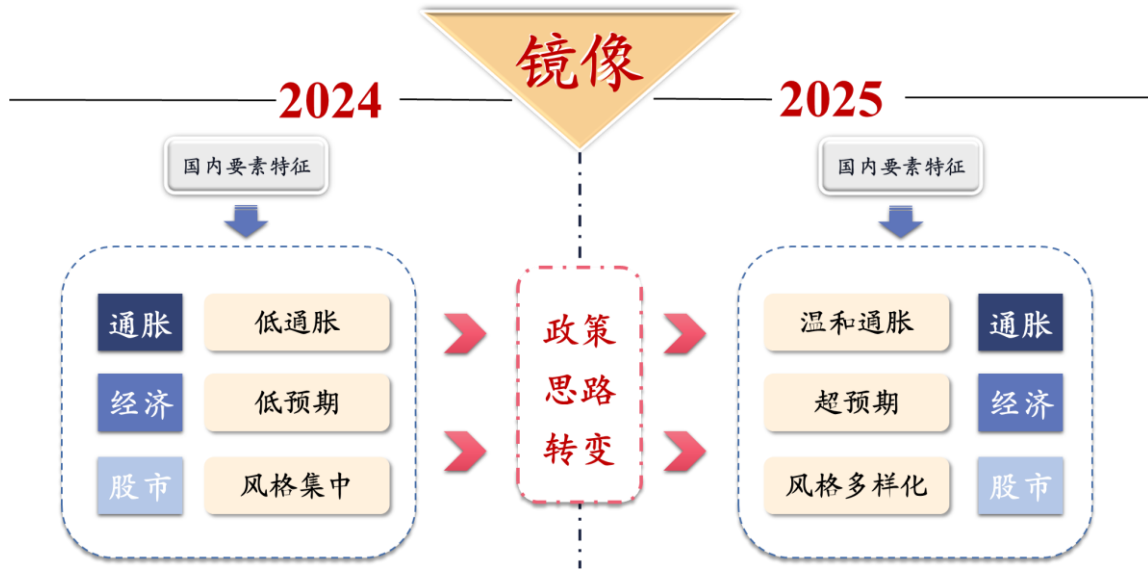 镜像
2024
2025
国内要素特征
国内要素特征
通胀
低通胀
经济
低预期
股市
风格集中
政策
思路
转变
温和通胀
通胀
超预期
经济
风格多样化
股市